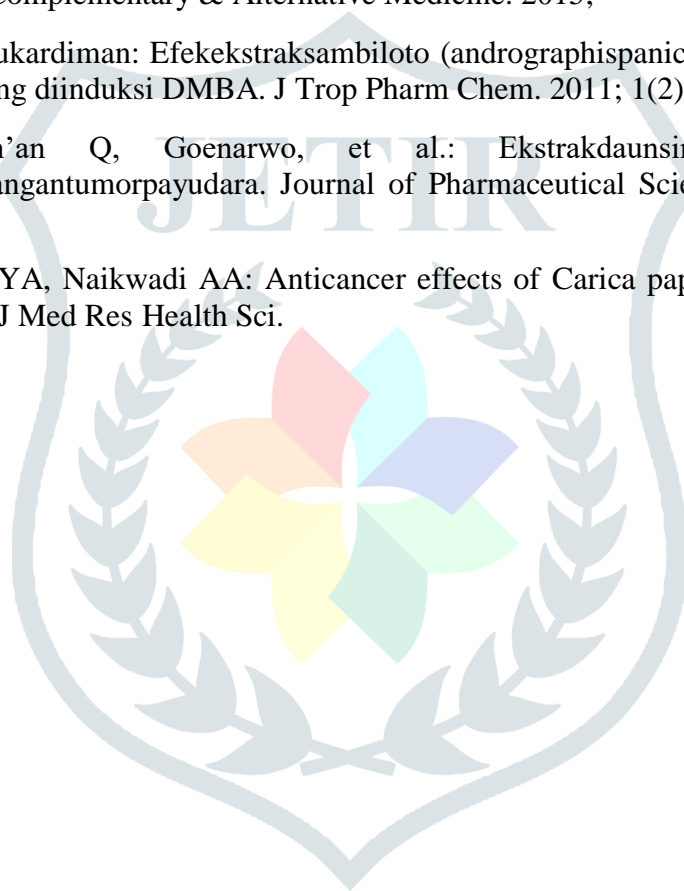 Complementary & Alternative Medicine. 2015;
ukardiman: Efekekstraksambiloto (andrographispanic
ng diinduksi DMBA. J Trop Pharm Chem. 2011; 1(2)
n'an Q, Goenarwo, et al.: Ekstrakdaunsir
angantumorpayudara. Journal of Pharmaceutical Scie
JETIR
YA, Naikwadi AA: Anticancer effects of Carica pap
J Med Res Health Sci.